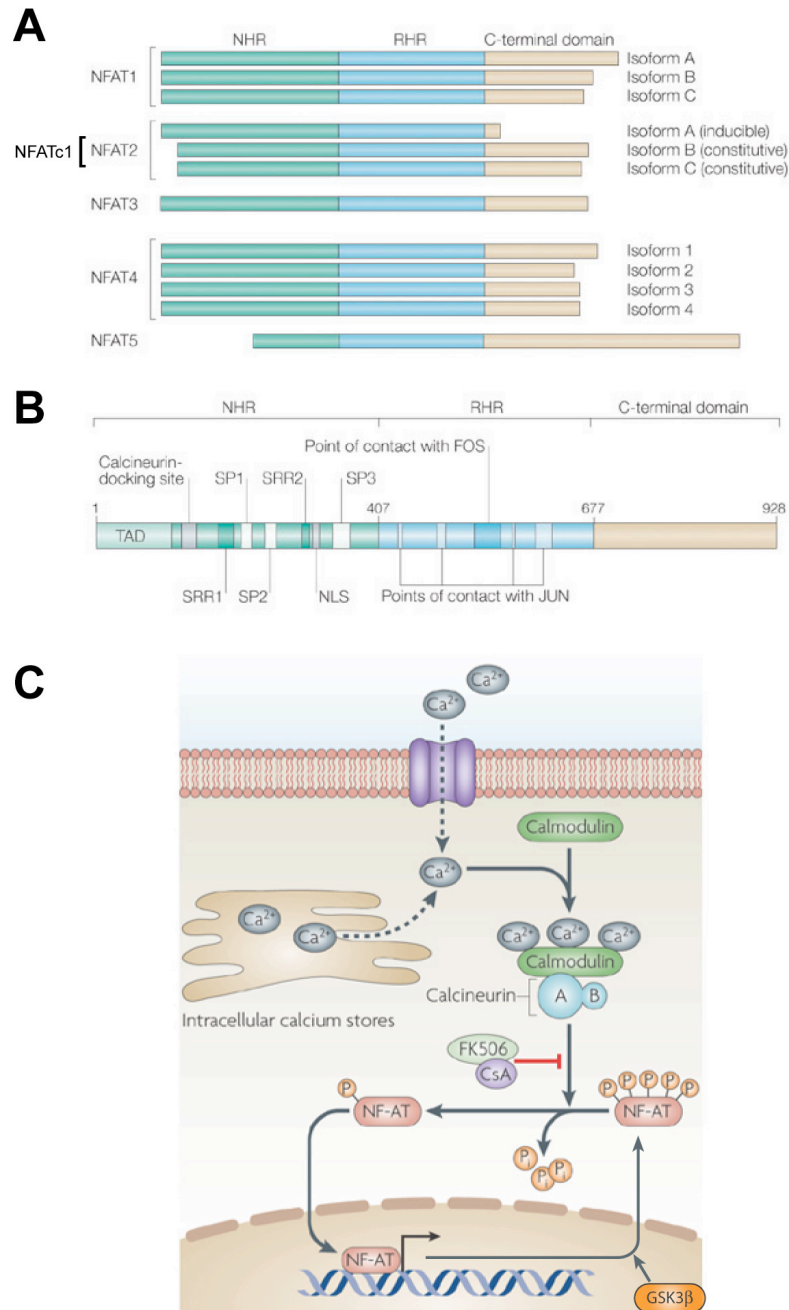 A
NHR RHR C-terminal domain
NFAT1
Isoform A
Isoform B
Isoform C
NFATc1 NFAT2
Isoform A (inducible)
Isoform B (constitutive)
Isoform C (constitutive)
NFAT3
NFAT4
Isoform 1
Isoform 2
Isoform 3
Isoform 4
NFAT5
B
NHR RHR C-terminal domain
Point of contact with FOS
Calcineurin-
docking site SP1 SRR2 SP3
1 407 677 928
TAD
SRR1 SP2 NLS Points of contact with JUN
C
Ca2+
Ca2+
Calmodulin
Ca2+
Ca2+
Ca2+
Ca2+ Ca2+ Ca2+
Calmodulin
Calcineurin A B
Intracellular calcium stores
FK506
CsA
P
NF-AT
P P P P P
NF-AT
Pi Pi Pi
NF-AT
GSK3β